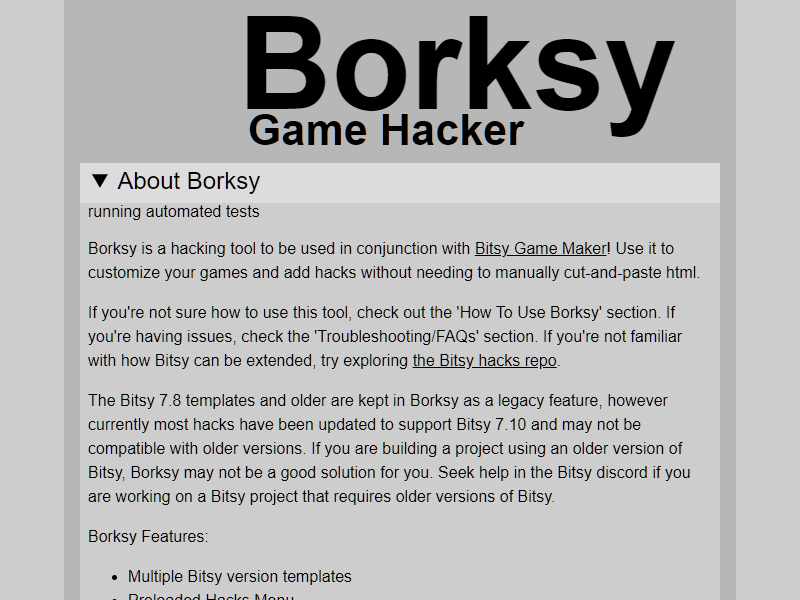 Borksy
Game Hacker
▼ About Borksy
running automated tests
Borksy is a hacking tool to be used in conjunction with Bitsy Game Maker! Use it to
customize your games and add hacks without needing to manually cut-and-paste html.
If you're not sure how to use this tool, check out the 'How To Use Borksy' section. If
you're having issues, check the 'Troubleshooting/FAQs' section. If you're not familiar
with how Bitsy can be extended, try exploring the Bitsy hacks repo.
The Bitsy 7.8 templates and older are kept in Borksy as a legacy feature, however
currently most hacks have been updated to support Bitsy 7.10 and may not be
compatible with older versions. If you are building a project using an older version of
Bitsy, Borksy may not be a good solution for you. Seek help in the Bitsy discord if you
are working on a Bitsy project that requires older versions of Bitsy.
Borksy Features:
• Multiple Bitsy version templates
• Preloaded Hacks Menu